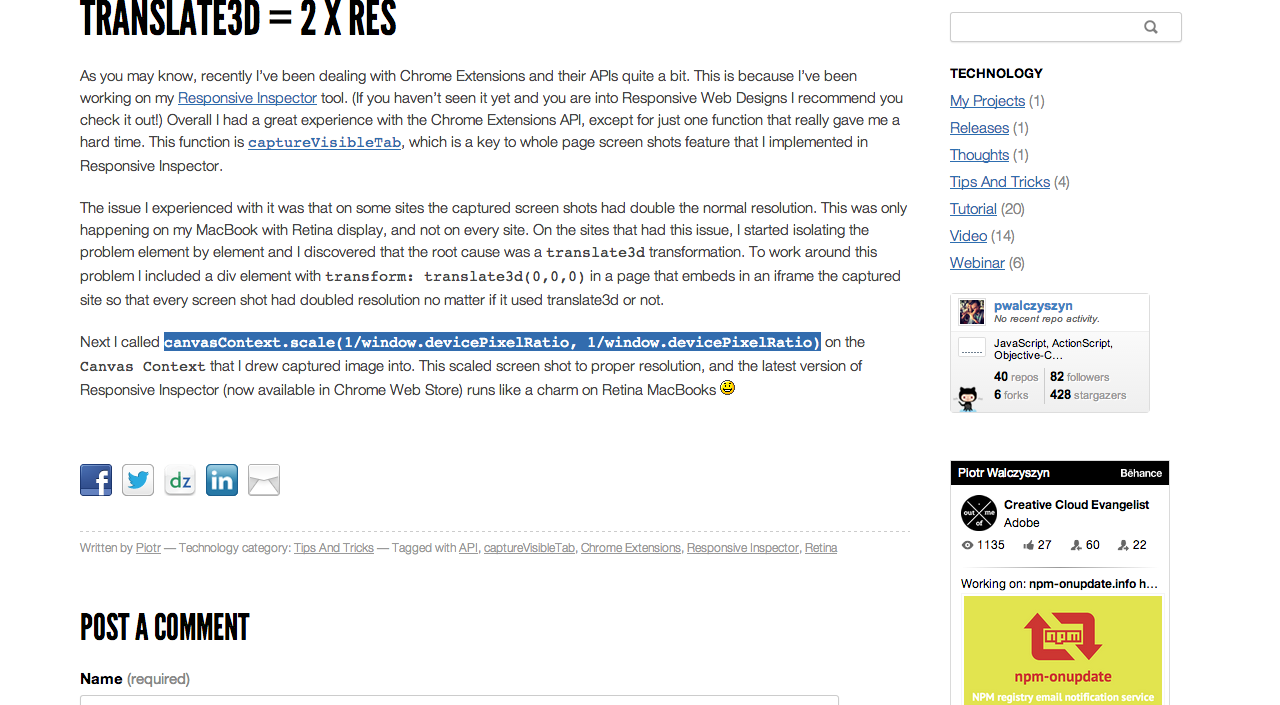 TRANSLATE3D = 2 X RES
As you may know, recently I've been dealing with Chrome Extensions and their APIs quite a bit. This is because I've been
working on my Responsive Inspector tool. (If you haven't seen it yet and you are into Responsive Web Designs I recommend you
check it out!) Overall I had a great experience with the Chrome Extensions API, except for just one function that really gave me a
hard time. This function is captureVisibleTab, which is a key to whole page screen shots feature that I implemented in
Responsive Inspector.
The issue I experienced with it was that on some sites the captured screen shots had double the normal resolution. This was only
happening on my MacBook with Retina display, and not on every site. On the sites that had this issue, I started isolating the
problem element by element and I discovered that the root cause was a translate3d transformation. To work around this
problem I included a div element with transform: translate3d(0,0,0) in a page that embeds in an iframe the captured
site so that every screen shot had doubled resolution no matter if it used translate3d or not.
Next I called canvasContext.scale(1/window.devicePixelRatio, 1/window.devicePixelRatio) on the
Canvas Context that I drew captured image into. This scaled screen shot to proper resolution, and the latest version of
Responsive Inspector (now available in Chrome Web Store) runs like a charm on Retina MacBooks
f
dz
in
Written by Piotr — Technology category: Tips And Tricks — Tagged with API, captureVisibleTab, Chrome Extensions, Responsive Inspector, Retina
POST A COMMENT
Name (required)
TECHNOLOGY
My Projects (1)
Releases (1)
Thoughts (1)
Tips And Tricks (4)
Tutorial (20)
Video (14)
Webinar (6)
pwalczyszyn
No recent repo activity.
JavaScript, ActionScript,
Objective-C…
40 repos 82 followers
6 forks 428 stargazers
Piotr Walczyszyn Bēhance
out me
of
Creative Cloud Evangelist
Adobe
1135 27 60 22
Working on: npm-onupdate.info h…
npm
npm-onupdate
NPM registry email notification service